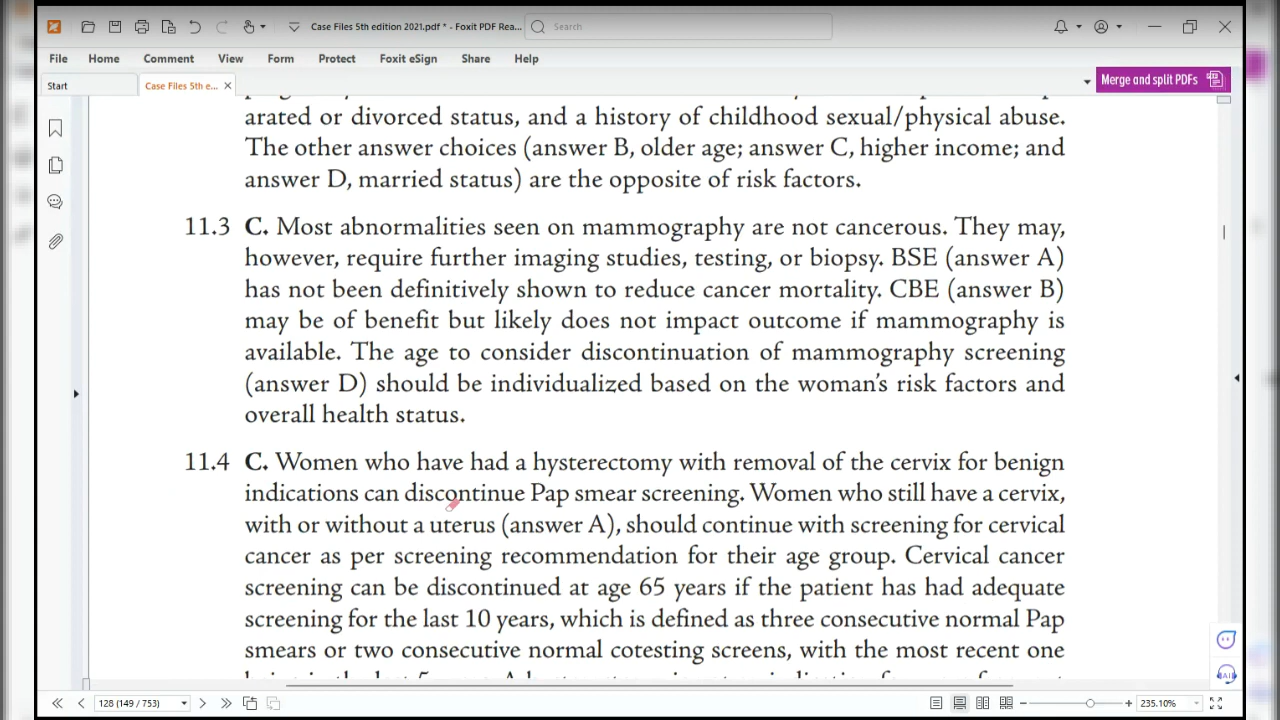 Case Files 5th edition 2021.pdf * - Foxit PDF Rea...
Search
File Home Comment View Form Protect Foxit eSign Share Help
Start
Case Files 5th e...
Merge and split PDFs
arated or divorced status, and a history of childhood sexual/physical abuse.
The other answer choices (answer B, older age; answer C, higher income; and
answer D, married status) are the opposite of risk factors.
11.3 C. Most abnormalities seen on mammography are not cancerous. They may,
however, require further imaging studies, testing, or biopsy. BSE (answer A)
has not been definitively shown to reduce cancer mortality. CBE (answer B)
may be of benefit but likely does not impact outcome if mammography is
available. The age to consider discontinuation of mammography screening
(answer D) should be individualized based on the woman's risk factors and
overall health status.
11.4 C. Women who have had a hysterectomy with removal of the cervix for benign
indications can discontinue Pap smear screening. Women who still have a cervix,
with or without a uterus (answer A), should continue with screening for cervical
cancer as per screening recommendation for their age group. Cervical cancer
screening can be discontinued at age 65 years if the patient has had adequate
screening for the last 10 years, which is defined as three consecutive normal Pap
smears or two consecutive normal cotesting screens, with the most recent one
128 (149 / 753)
235.10%